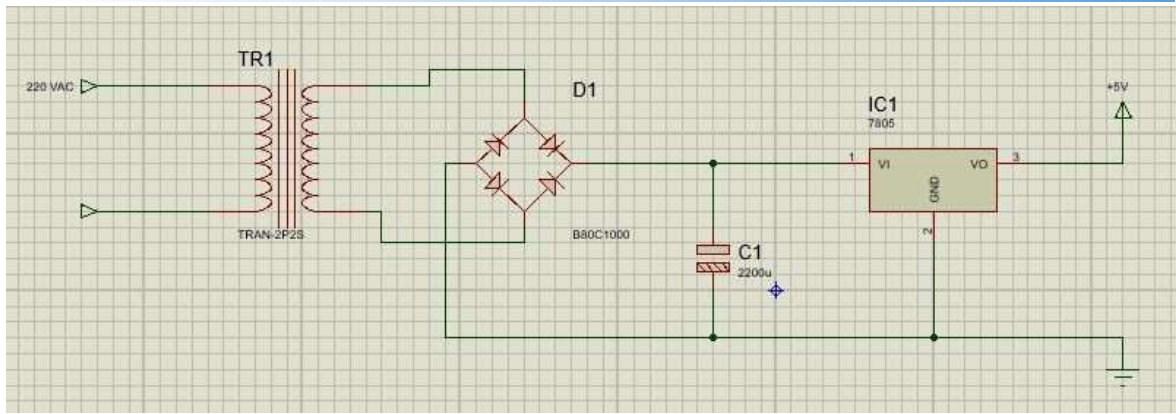 TR1
220 VAC
TRAN-2P2S
D1
B80C1000
C1
2200u
IC1
7805
1
VI
VO
3
GND
2
+5V